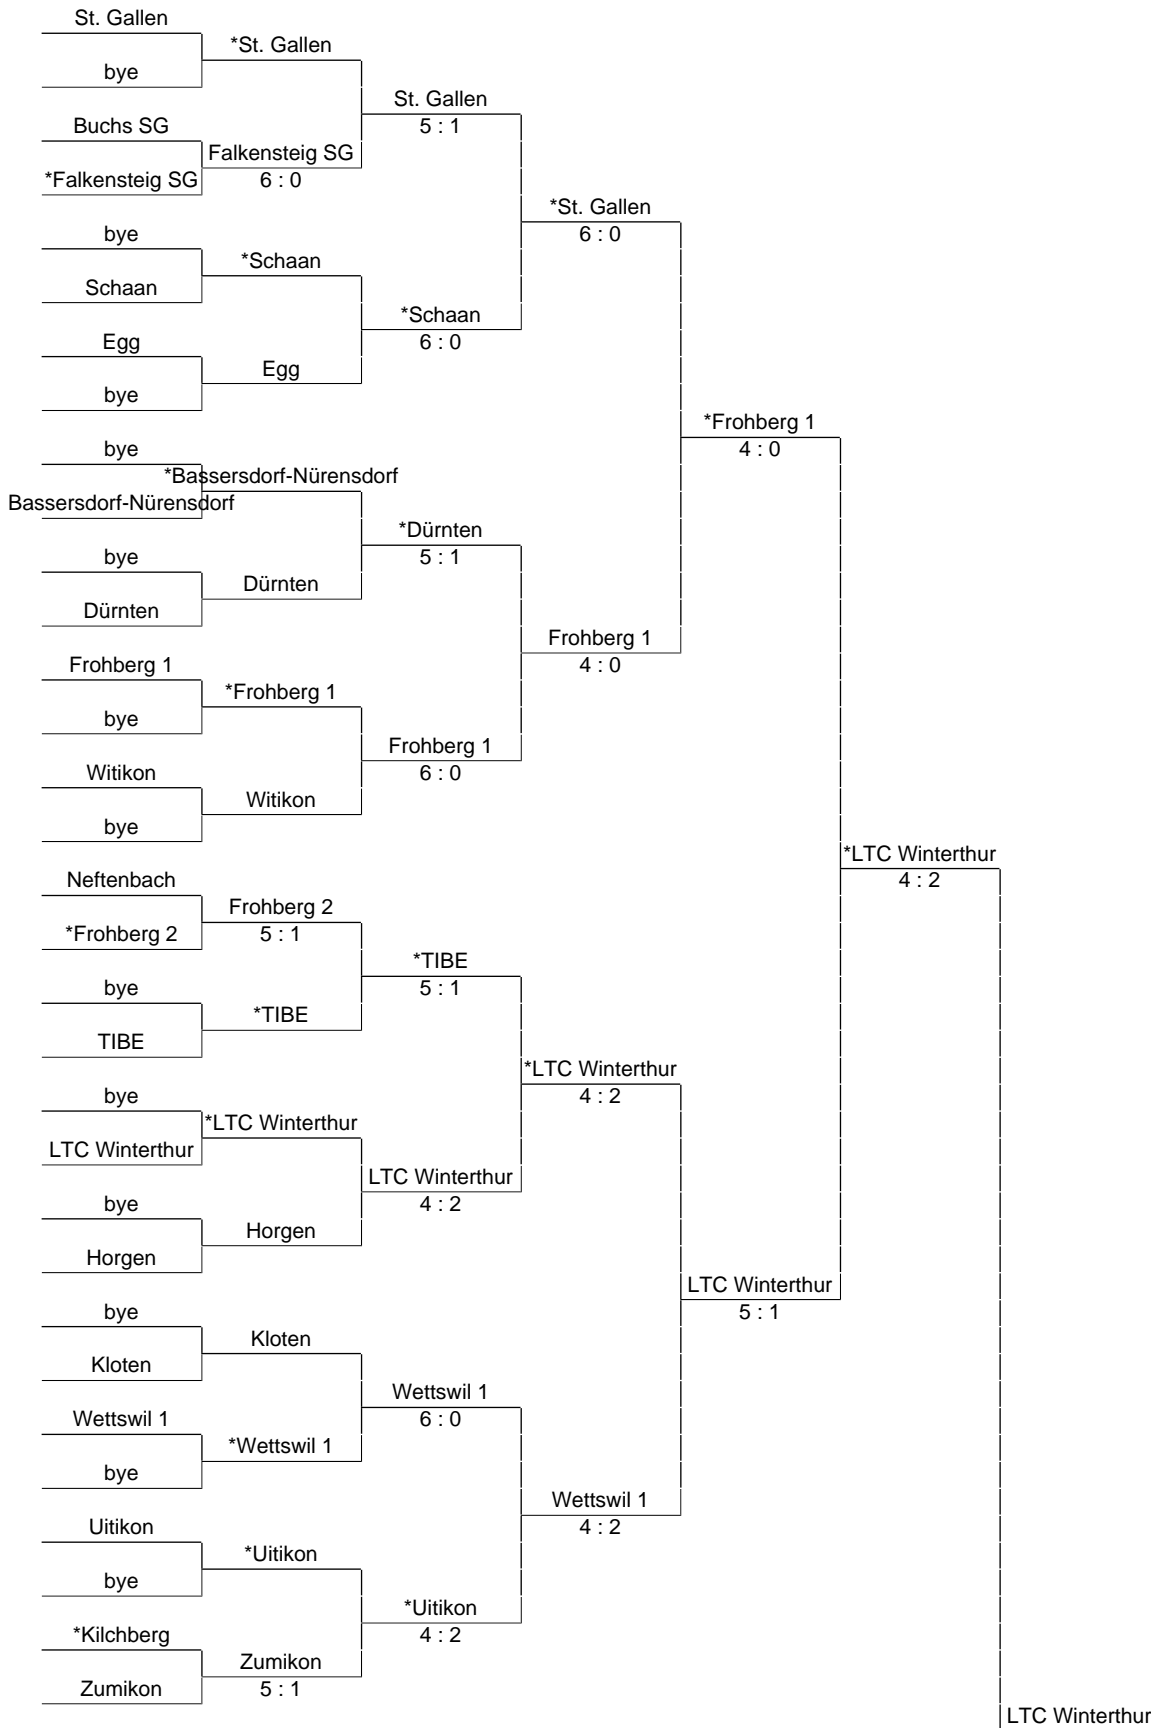 St. Gallen
*St. Gallen
bye
St. Gallen
5 : 1
Buchs SG
Falkensteig SG
*Falkensteig SG
6 : 0
*St. Gallen
6 : 0
bye
*Schaan
Schaan
*Schaan
6 : 0
Egg
Egg
bye
*Frohberg 1
4 : 0
bye
*Bassersdorf-Nürensdorf
Bassersdorf-Nürensdorf
*Dürnten
5 : 1
bye
Dürnten
Dürnten
Frohberg 1
4 : 0
Frohberg 1
*Frohberg 1
bye
Frohberg 1
6 : 0
Witikon
Witikon
bye
*LTC Winterthur
4 : 2
Neftenbach
Frohberg 2
*Frohberg 2
5 : 1
*TIBE
5 : 1
bye
*TIBE
TIBE
*LTC Winterthur
4 : 2
bye
*LTC Winterthur
LTC Winterthur
LTC Winterthur
4 : 2
bye
Horgen
Horgen
LTC Winterthur
5 : 1
bye
Kloten
Kloten
Wettswil 1
6 : 0
Wettswil 1
*Wettswil 1
bye
Wettswil 1
4 : 2
Uitikon
*Uitikon
bye
*Uitikon
4 : 2
*Kilchberg
Zumikon
5 : 1
Zumikon
LTC Winterthur